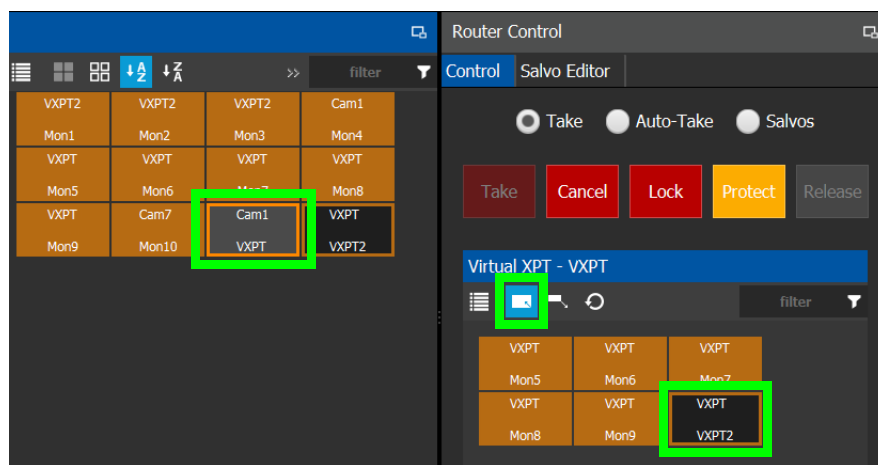 Router Control
filter
Control Salvo Editor
VXPT2 VXPT2 VXPT2 Cam1
Mon1 Mon2 Mon3 Mon4
VXPT VXPT VXPT VXPT
Mon5 Mon6 Mon7 Mon8
VXPT Cam7 Cam1 VXPT
Mon9 Mon10 VXPT VXPT2
Take Auto-Take Salvos
Take Cancel Lock Protect Release
Virtual XPT - VXPT
filter
VXPT VXPT VXPT
Mon5 Mon6 Mon7
VXPT VXPT VXPT
Mon8 Mon9 VXPT2